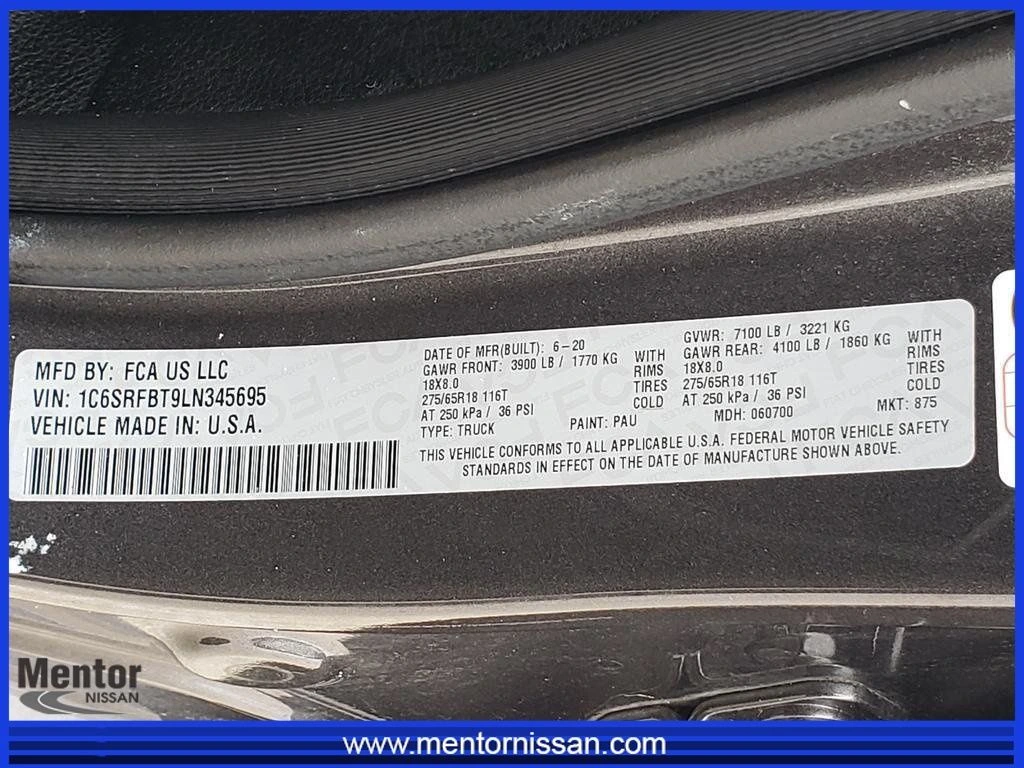 MFD BY: FCA US LLC
VIN: 1C6SRFBT9LN345695
VEHICLE MADE IN: U.S.A.
DATE OF MFR(BUILT): 6-20
GAWR FRONT: 3900 LB / 1770 KG WITH
18X8.0 RIMS
275/65R18 116T TIRES
AT 250 kPa / 36 PSI COLD
TYPE: TRUCK PAINT: PAU
GVWR: 7100 LB / 3221 KG
GAWR REAR: 4100 LB / 1860 KG WITH
18X8.0 RIMS
275/65R18 116T TIRES
AT 250 kPa / 36 PSI COLD
MDH: 060700 MKT: 875
THIS VEHICLE CONFORMS TO ALL APPLICABLE U.S.A. FEDERAL MOTOR VEHICLE SAFETY
STANDARDS IN EFFECT ON THE DATE OF MANUFACTURE SHOWN ABOVE.
Mentor
NISSAN
www.mentornissan.com